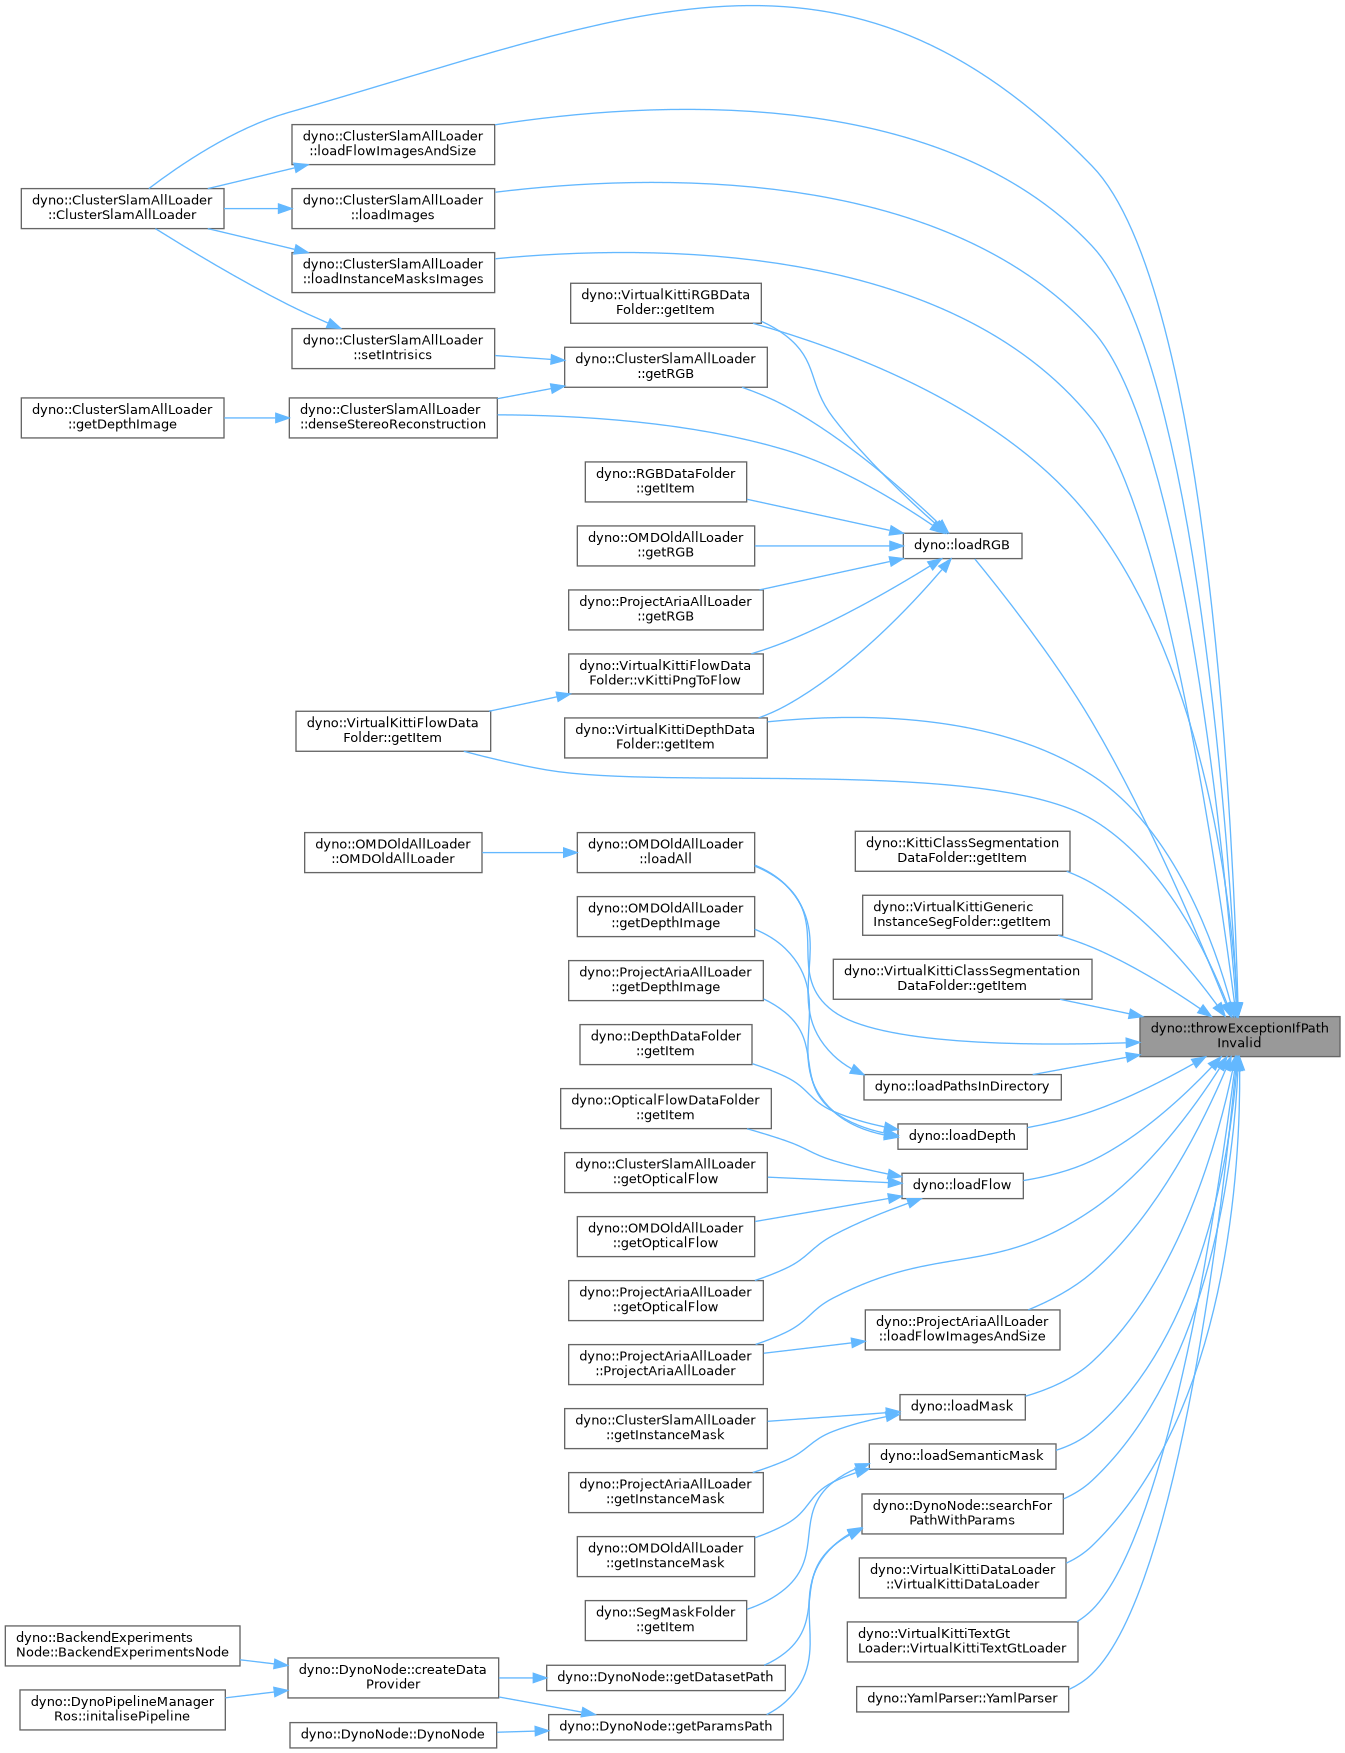 dyno::ClusterSlamAllLoader
::loadFlowImagesAndSize
dyno::ClusterSlamAllLoader
::ClusterSlamAllLoader
dyno::ClusterSlamAllLoader
::loadImages
dyno::ClusterSlamAllLoader
::loadInstanceMasksImages
dyno::VirtualKittiRGBData
Folder::getItem
dyno::ClusterSlamAllLoader
::setIntrisics
dyno::ClusterSlamAllLoader
::getRGB
dyno::ClusterSlamAllLoader
::getDepthImage
dyno::ClusterSlamAllLoader
::denseStereoReconstruction
dyno::RGBDataFolder
::getItem
dyno::OMDOldAllLoader
::getRGB
dyno::loadRGB
dyno::ProjectAriaAllLoader
::getRGB
dyno::VirtualKittiFlowData
Folder::vKittiPngToFlow
dyno::VirtualKittiFlowData
Folder::getItem
dyno::VirtualKittiDepthData
Folder::getItem
dyno::OMDOldAllLoader
::OMDOldAllLoader
dyno::OMDOldAllLoader
::loadAll
dyno::KittiClassSegmentation
DataFolder::getItem
dyno::OMDOldAllLoader
::getDepthImage
dyno::VirtualKittiGeneric
InstanceSegFolder::getItem
dyno::ProjectAriaAllLoader
::getDepthImage
dyno::VirtualKittiClassSegmentation
DataFolder::getItem
dyno::throwExceptionIfPath
Invalid
dyno::DepthDataFolder
::getItem
dyno::loadPathsInDirectory
dyno::OpticalFlowDataFolder
::getItem
dyno::loadDepth
dyno::ClusterSlamAllLoader
::getOpticalFlow
dyno::loadFlow
dyno::OMDOldAllLoader
::getOpticalFlow
dyno::ProjectAriaAllLoader
::getOpticalFlow
dyno::ProjectAriaAllLoader
::loadFlowImagesAndSize
dyno::ProjectAriaAllLoader
::ProjectAriaAllLoader
dyno::loadMask
dyno::ClusterSlamAllLoader
::getInstanceMask
dyno::loadSemanticMask
dyno::ProjectAriaAllLoader
::getInstanceMask
dyno::DynoNode::searchFor
PathWithParams
dyno::OMDOldAllLoader
::getInstanceMask
dyno::VirtualKittiDataLoader
::VirtualKittiDataLoader
dyno::SegMaskFolder
::getItem
dyno::VirtualKittiTextGt
Loader::VirtualKittiTextGtLoader
dyno::BackendExperiments
Node::BackendExperimentsNode
dyno::DynoNode::createData
Provider
dyno::DynoNode::getDatasetPath
dyno::YamlParser::YamlParser
dyno::DynoPipelineManager
Ros::initalisePipeline
dyno::DynoNode::DynoNode
dyno::DynoNode::getParamsPath